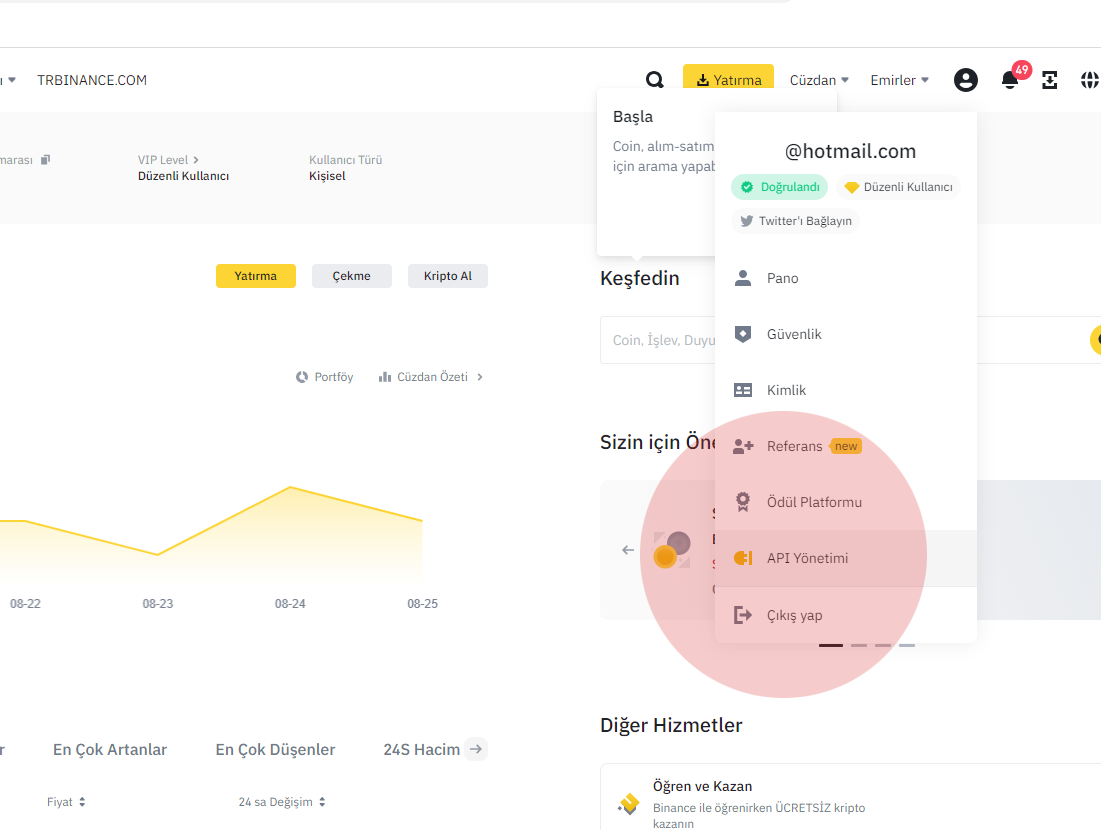 TRBINANCE.COM
Yatırma
Cüzdan
Emirler
49
Başla
Coin, alım-satım
için arama yapab
@hotmail.com
Doğrulandı
Düzenli Kullanıcı
Twitter'ı Bağlayın
Pano
Güvenlik
Kimlik
Referans new
Ödül Platformu
API Yönetimi
Çıkış yap
marası
VIP Level
Düzenli Kullanıcı
Kullanıcı Türü
Kişisel
Yatırma
Çekme
Kripto Al
Portföy
Cüzdan Özeti
08-22
08-23
08-24
08-25
Keşfedin
Coin, İşlev, Duyu
Sizin için Öne
En Çok Artanlar
En Çok Düşenler
24S Hacim
Fiyat
24 sa Değişim
Diğer Hizmetler
Öğren ve Kazan
Binance ile öğrenirken ÜCRETSİZ kripto
kazanın